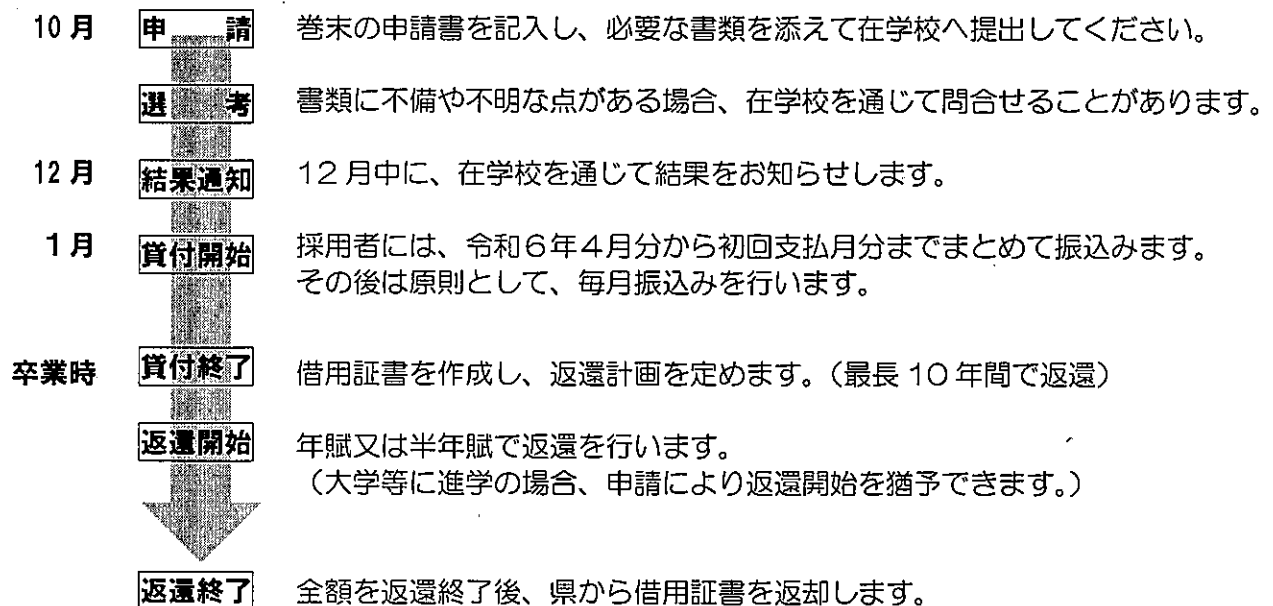 10月 申請 巻末の申請書を記入し、必要な書類を添えて在学校へ提出してください。
選考 書類に不備や不明な点がある場合、在学校を通じて問合せることがあります。
12月 結果通知 12月中に、在学校を通じて結果をお知らせします。
1月 貸付開始 採用者には、令和6年4月分から初回支払月分までまとめて振込みます。
その後は原則として、毎月振込みを行います。
卒業時 貸付終了 借用証書を作成し、返還計画を定めます。（最長10年間で返還）
返還開始 年賦又は半年賦で返還を行います。
（大学等に進学の場合、申請により返還開始を猶予できます。）
返還終了 全額を返還終了後、県から借用証書を返却します。